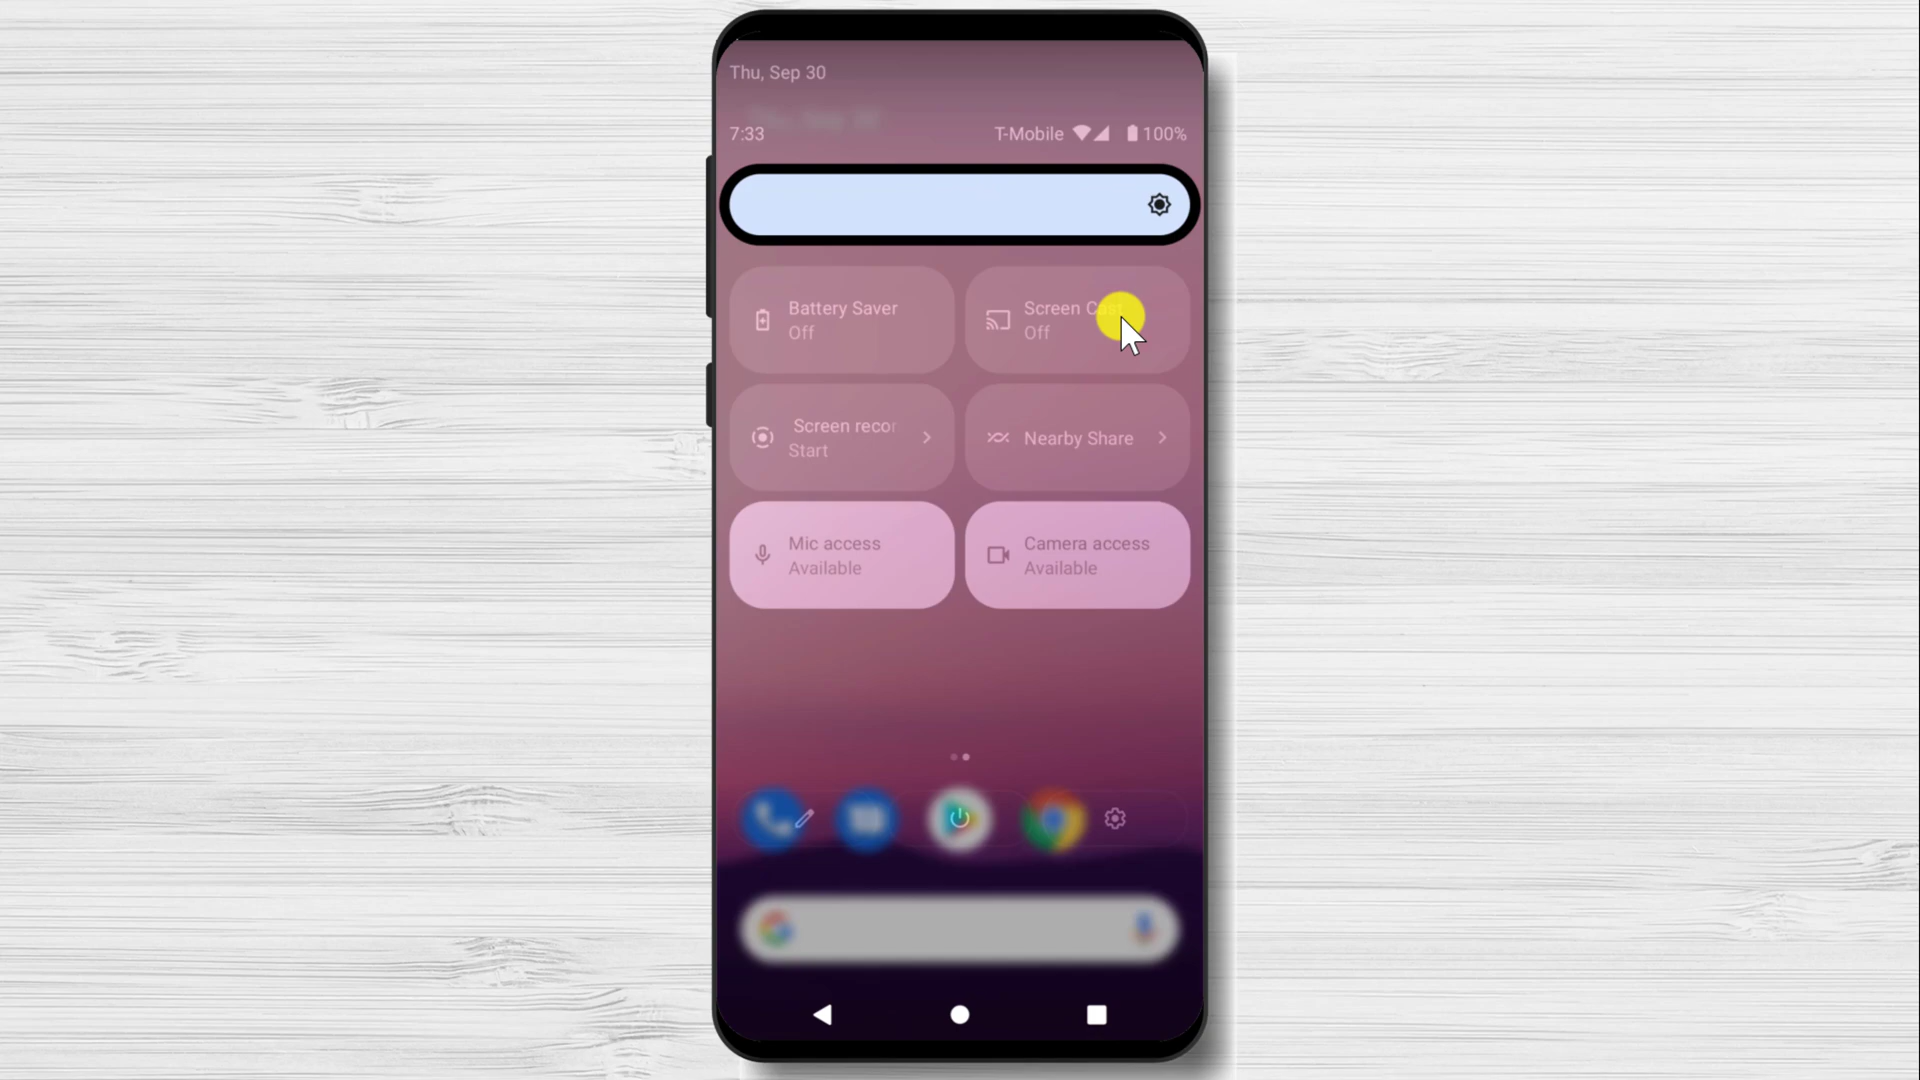 Thu, Sep 30
7:33 T-Mobile 100%
Battery Saver
Off
Screen Cast
Off
Screen recor
Start
Nearby Share
Mic access
Available
Camera access
Available